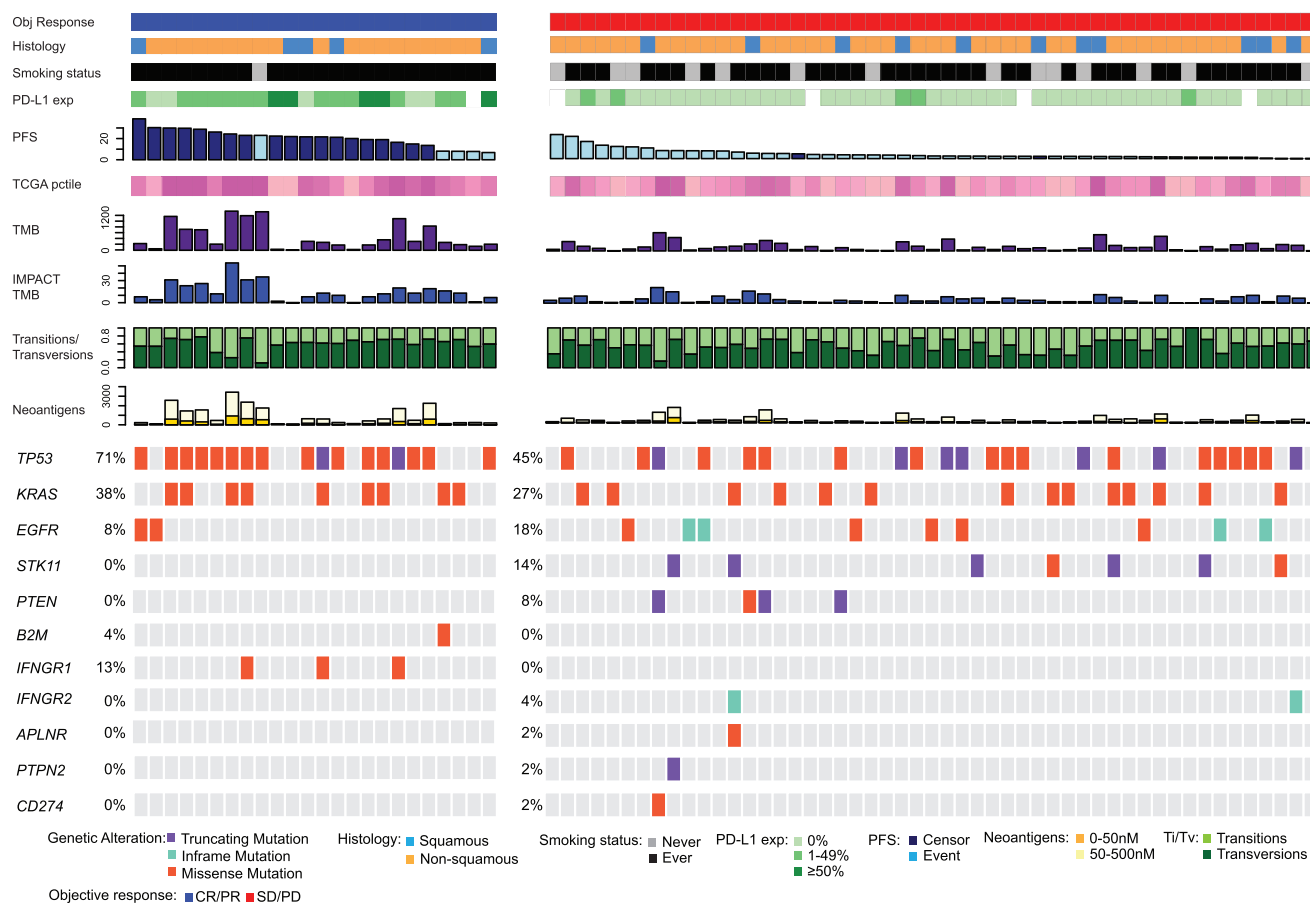 Obj Response
Histology
Smoking status
PD-L1 exp
PFS
0 20
TCGA pctile
TMB
1200
0
IMPACT
TMB
30
0
Transitions/
Transversions
0.8
0.0
Neoantigens
3000
0
TP53 71% 45%
KRAS 38% 27%
EGFR 8% 18%
STK11 0% 14%
PTEN 0% 8%
B2M 4% 0%
IFNGR1 13% 0%
IFNGR2 0% 4%
APLNR 0% 2%
PTPN2 0% 2%
CD274 0% 2%
Genetic Alteration: Truncating Mutation
Inframe Mutation
Missense Mutation
Histology: Squamous
Non-squamous
Smoking status: Never
Ever
PD-L1 exp: 0%
1-49%
≥50%
PFS: Censor
Event
Neoantigens: 0-50nM
50-500nM
Ti/Tv: Transitions
Transversions
Objective response: CR/PR SD/PD